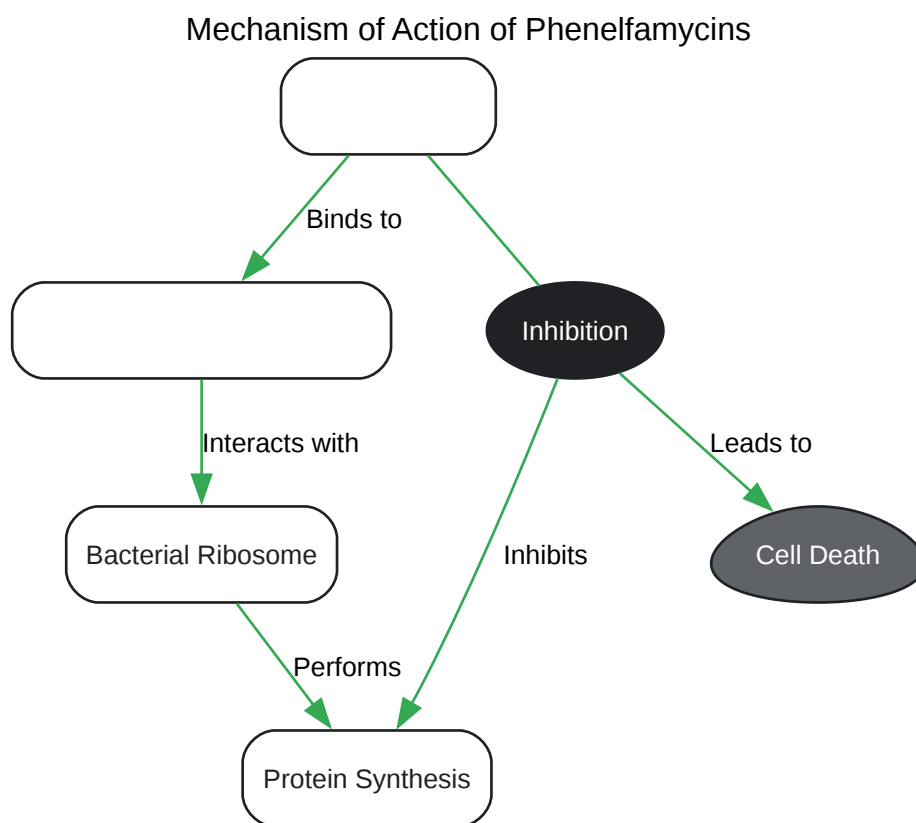 Mechanism of Action of Phenelfamycins
Binds to
Inhibition
Interacts with
Leads to
Bacterial Ribosome
Inhibits
Cell Death
Performs
Protein Synthesis